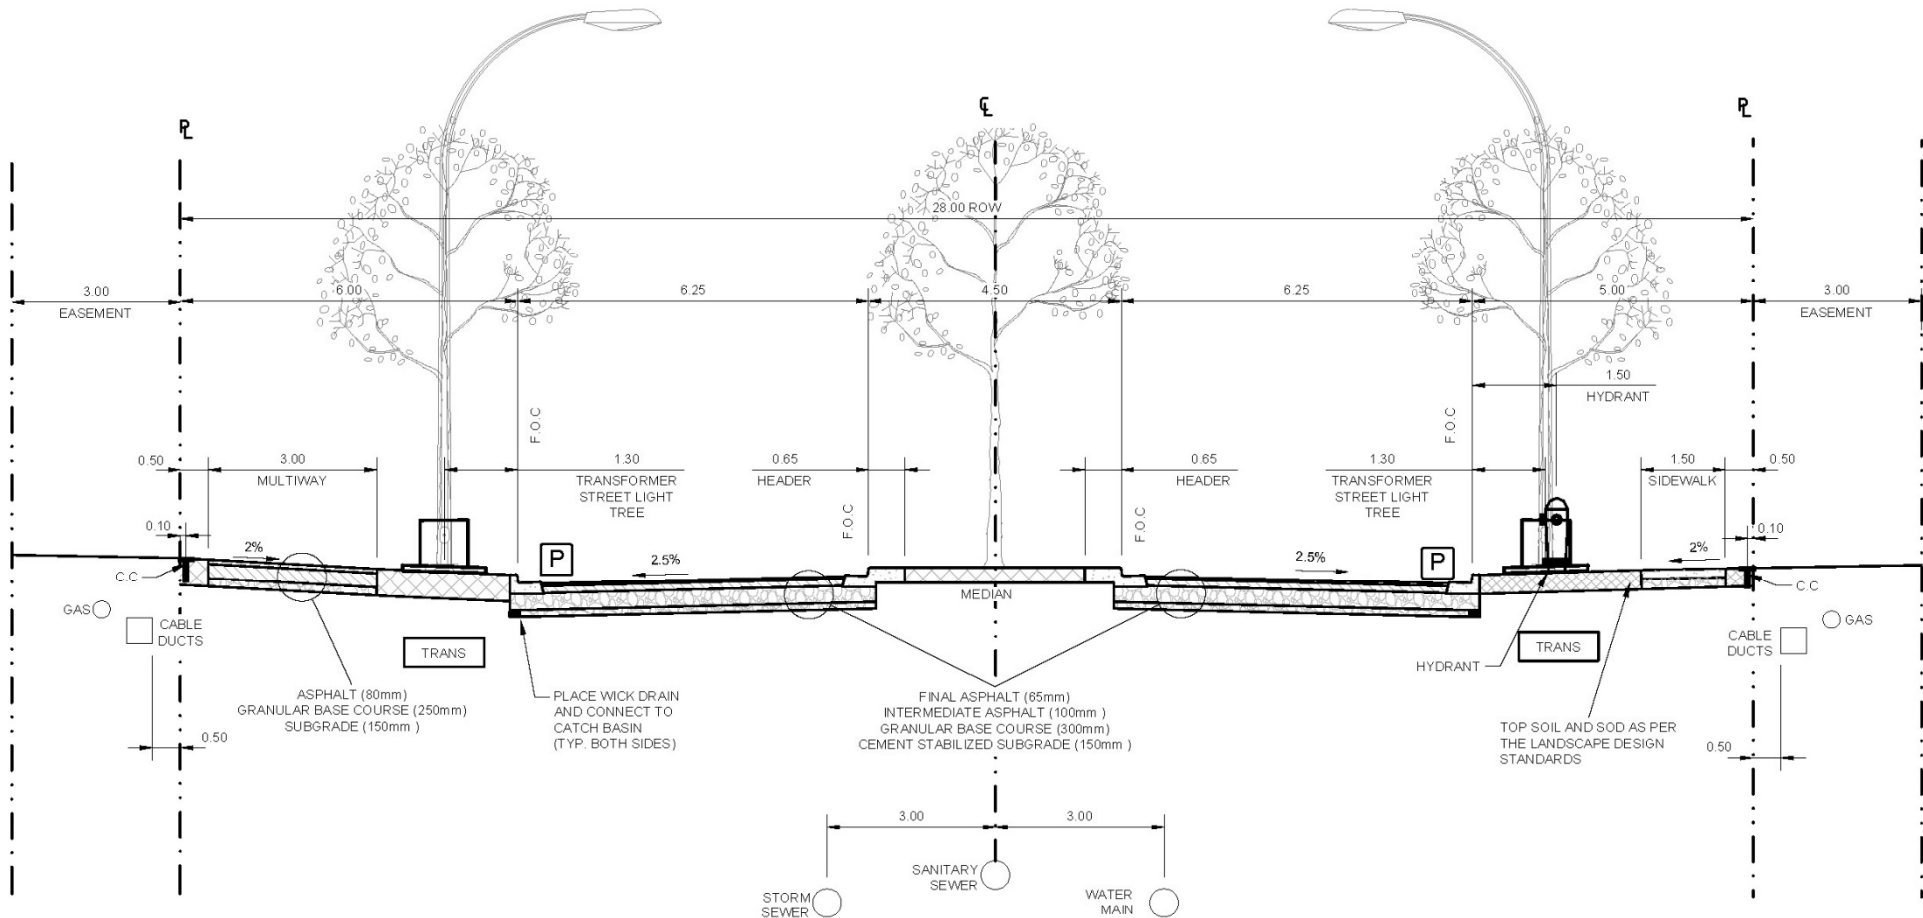 ℄
℄
℄
28.00 ROW
3.00
EASEMENT
6.00
6.25
4.50
6.25
5.00
3.00
EASEMENT
1.50
HYDRANT
F.O.C
F.O.C
0.50
3.00
MULTIWAY
1.30
TRANSFORMER
STREET LIGHT
TREE
0.65
HEADER
0.65
HEADER
1.30
TRANSFORMER
STREET LIGHT
TREE
1.50
SIDEWALK
0.50
F.O.C
F.O.C
0.10
0.10
2%
P
2.5%
2.5%
P
2%
C.C
C.C
MEDIAN
GAS
CABLE
DUCTS
TRANS
HYDRANT
TRANS
CABLE
DUCTS
GAS
ASPHALT (80mm)
GRANULAR BASE COURSE (250mm)
SUBGRADE (150mm )
PLACE WICK DRAIN
AND CONNECT TO
CATCH BASIN
(TYP. BOTH SIDES)
FINAL ASPHALT (65mm)
INTERMEDIATE ASPHALT (100mm )
GRANULAR BASE COURSE (300mm)
CEMENT STABILIZED SUBGRADE (150mm )
TOP SOIL AND SOD AS PER
THE LANDSCAPE DESIGN
STANDARDS
0.50
0.50
3.00
3.00
STORM
SEWER
SANITARY
SEWER
WATER
MAIN